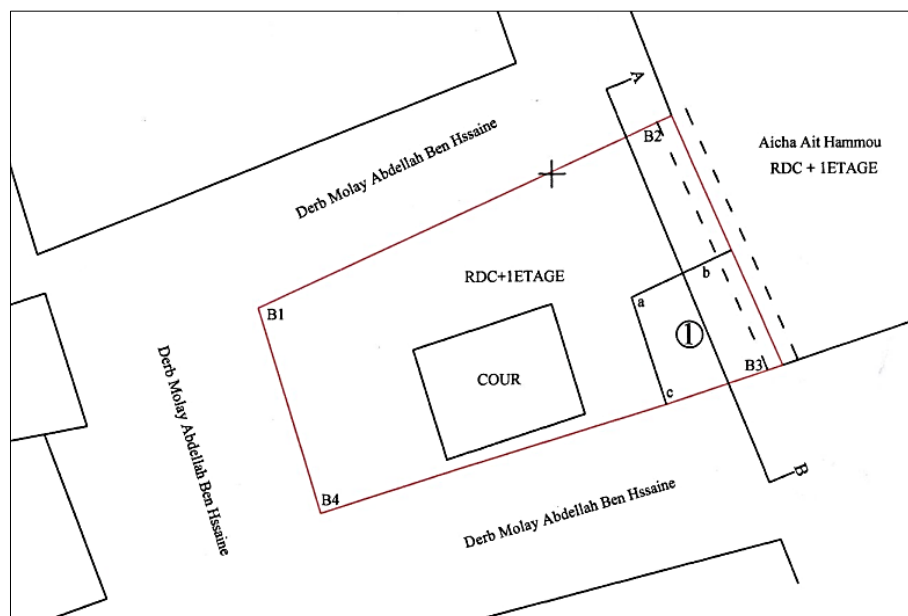 A
B2
Aicha Ait Hammou
RDC + 1ETAGE
Derb Molay Abdellah Ben Hssaine
RDC+1ETAGE
b
a
B1
1
Derb Molay Abdellah Ben Hssaine
COUR
B3
c
B
B4
Derb Molay Abdellah Ben Hssaine